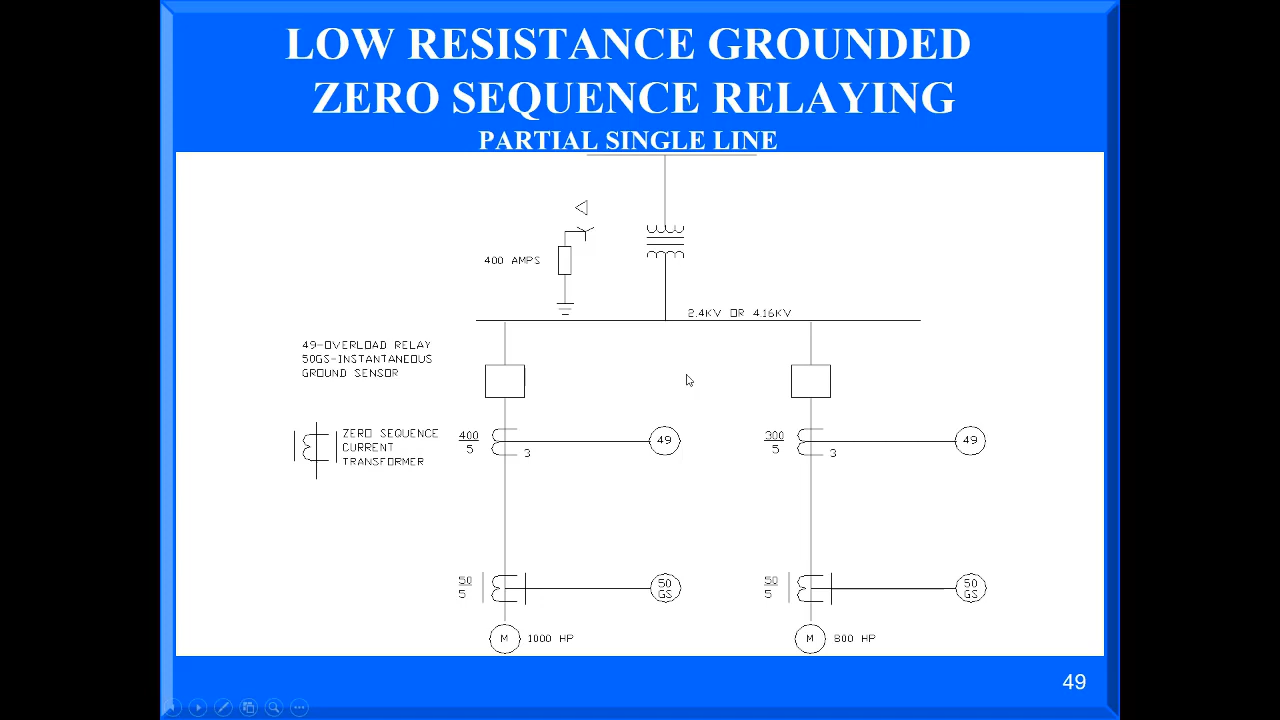 LOW RESISTANCE GROUNDED
ZERO SEQUENCE RELAYING
PARTIAL SINGLE LINE
400 AMPS
2.4KV OR 4.16KV
49-OVERLOAD RELAY
50GS-INSTANTANEOUS
GROUND SENSOR
ZERO SEQUENCE
CURRENT
TRANSFORMER
400
5
3
49
300
5
3
49
50
5
50
GS
50
5
50
GS
M
1000 HP
M
800 HP
49